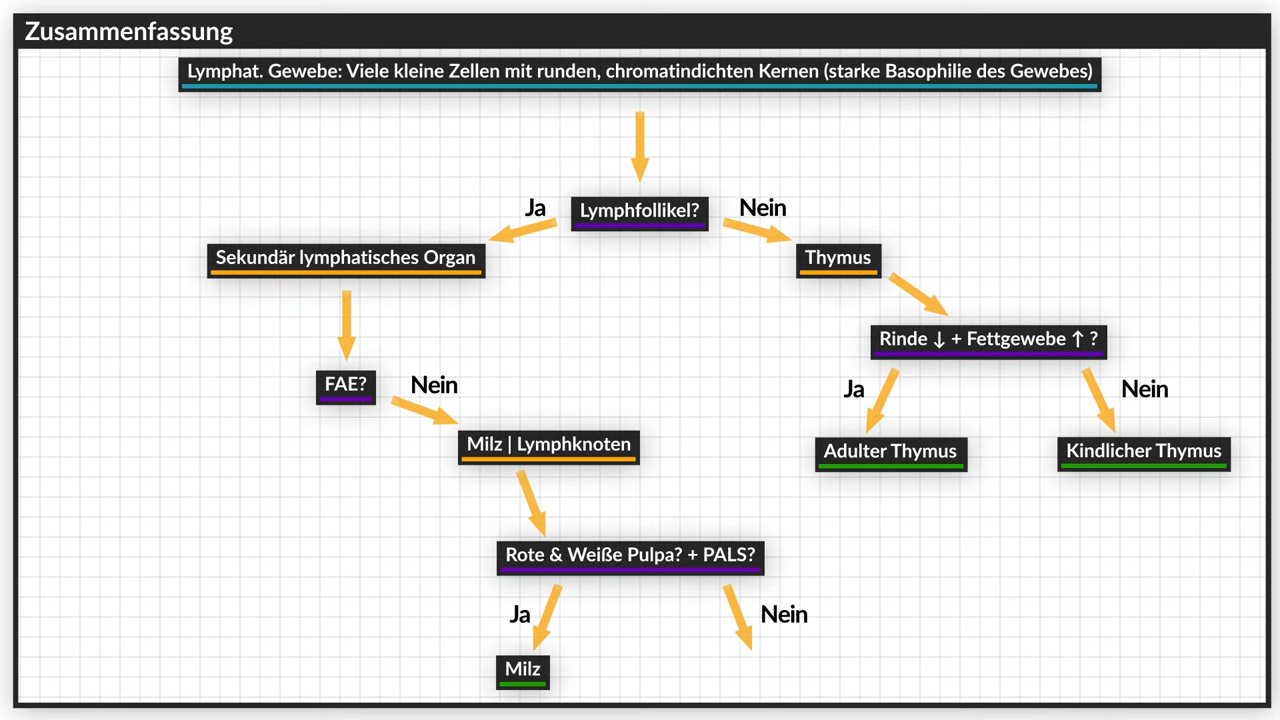 Zusammenfassung
Lymphat. Gewebe: Viele kleine Zellen mit runden, chromatindichten Kernen (starke Basophilie des Gewebes)
Ja
Lymphfollikel?
Nein
Sekundär lymphatisches Organ
Thymus
Rinde ↓ + Fettgewebe ↑ ?
FAE?
Nein
Ja
Nein
Milz | Lymphknoten
Adulter Thymus
Kindlicher Thymus
Rote & Weiße Pulpa? + PALS?
Ja
Nein
Milz